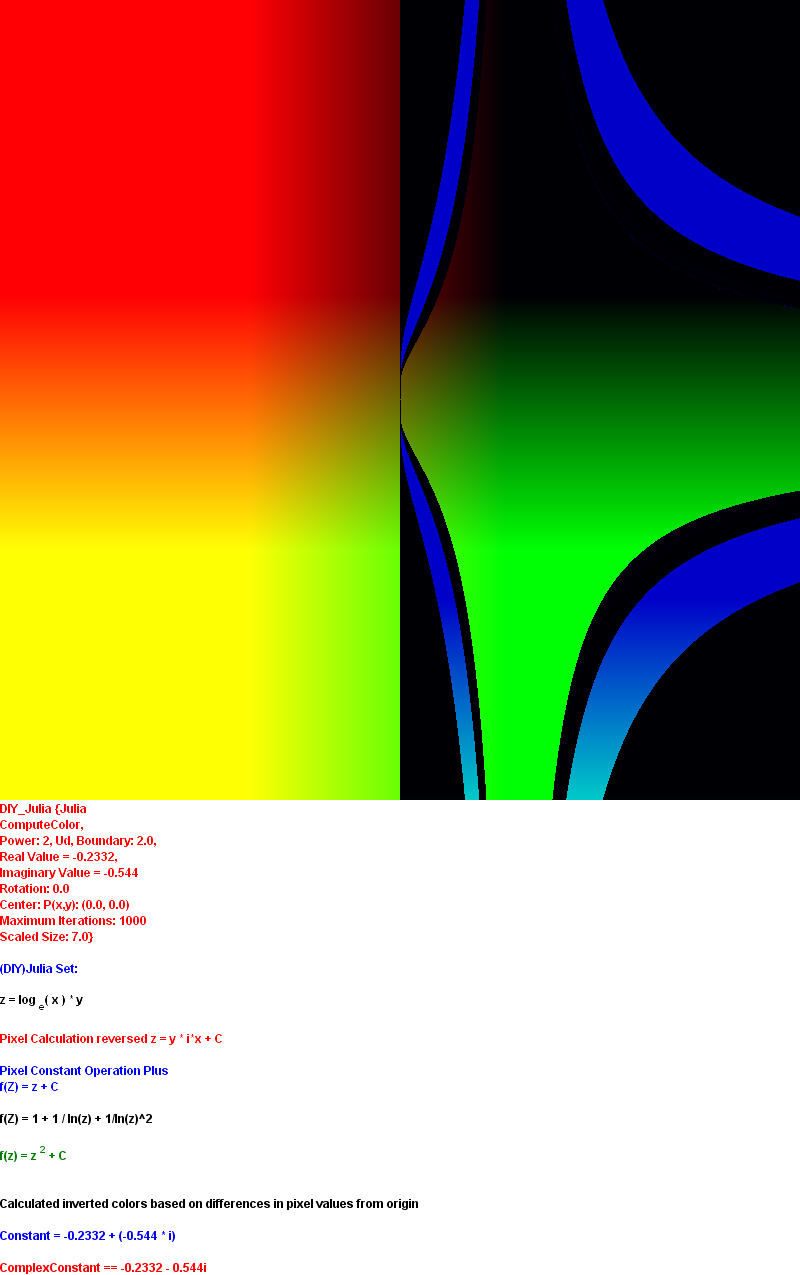 DIY_Julia {Julia
ComputeColor,
Power: 2, Ud, Boundary: 2.0,
Real Value = -0.2332,
Imaginary Value = -0.544
Rotation: 0.0
Center: P(x,y): (0.0, 0.0)
Maximum Iterations: 1000
Scaled Size: 7.0}
(DIY)Julia Set:
z = log e( x ) * y
Pixel Calculation reversed z = y * i*x + C
Pixel Constant Operation Plus
f(Z) = z + C
f(Z) = 1 + 1 / ln(z) + 1/ln(z)^2
f(z) = z 2 + C
Calculated inverted colors based on differences in pixel values from origin
Constant = -0.2332 + (-0.544 * i)
ComplexConstant == -0.2332 - 0.544i